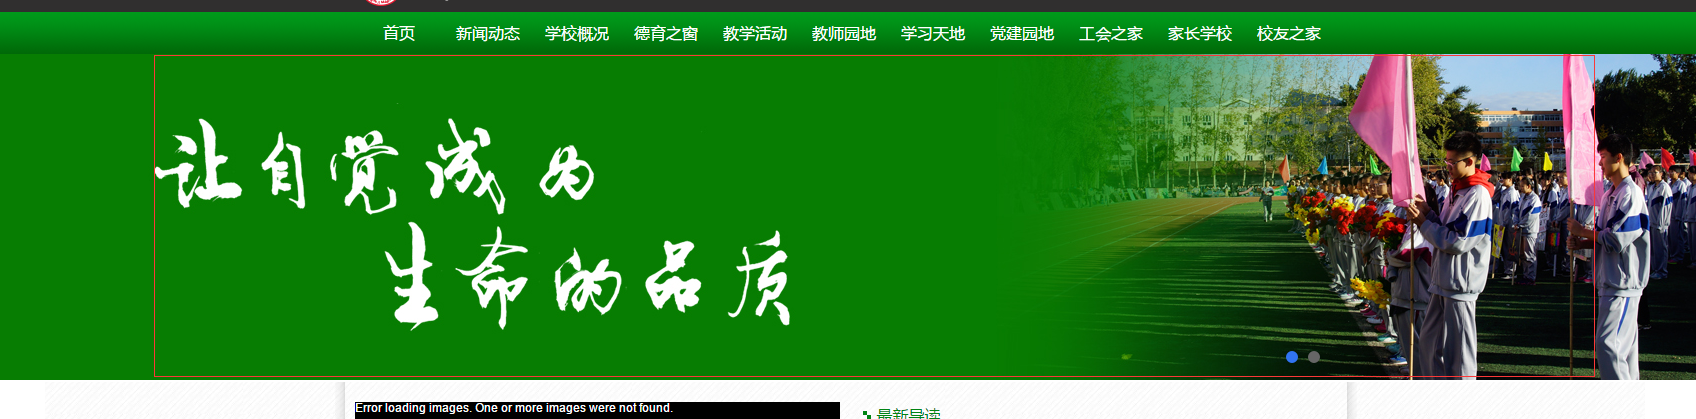 首页 新闻动态 学校概况 德育之窗 教学活动 教师园地 学习天地 党建园地 工会之家 家长学校 校友之家
让自觉成为
生命的品质
Error loading images. One or more images were not found.
最新导读